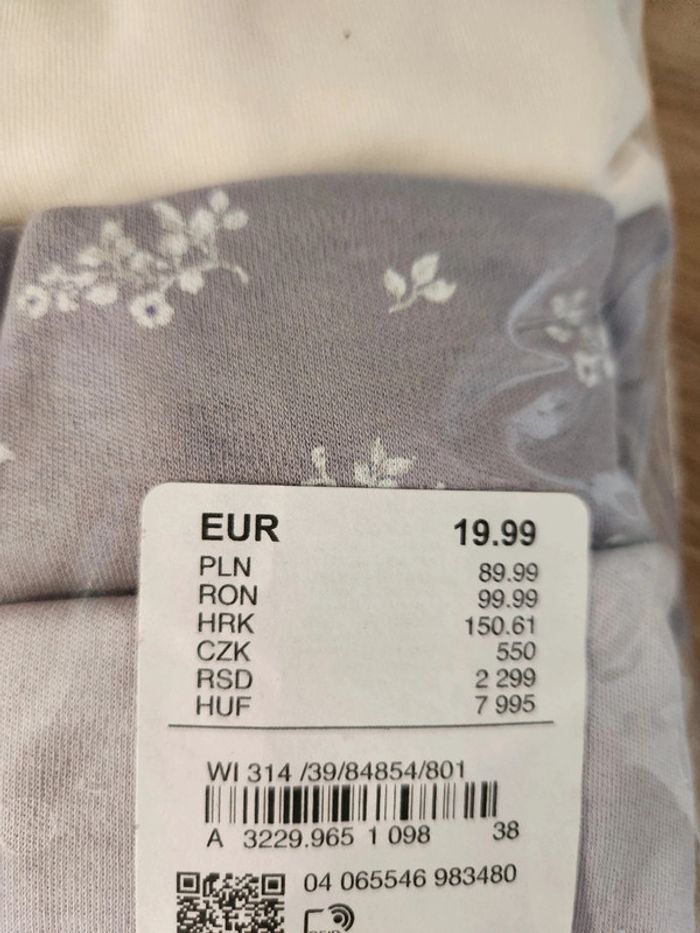 EUR 19.99
PLN 89.99
RON 99.99
HRK 150.61
CZK 550
RSD 2 299
HUF 7 995
WI 314 /39/84854/801
A 3229.965 1 098 38
04 065546 983480